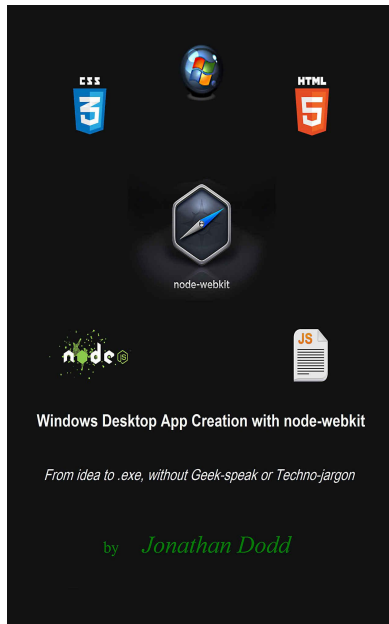 CSS
3
HTML
5
node-webkit
node JS
JS
Windows Desktop App Creation with node-webkit
From idea to .exe, without Geek-speak or Techno-jargon
by Jonathan Dodd